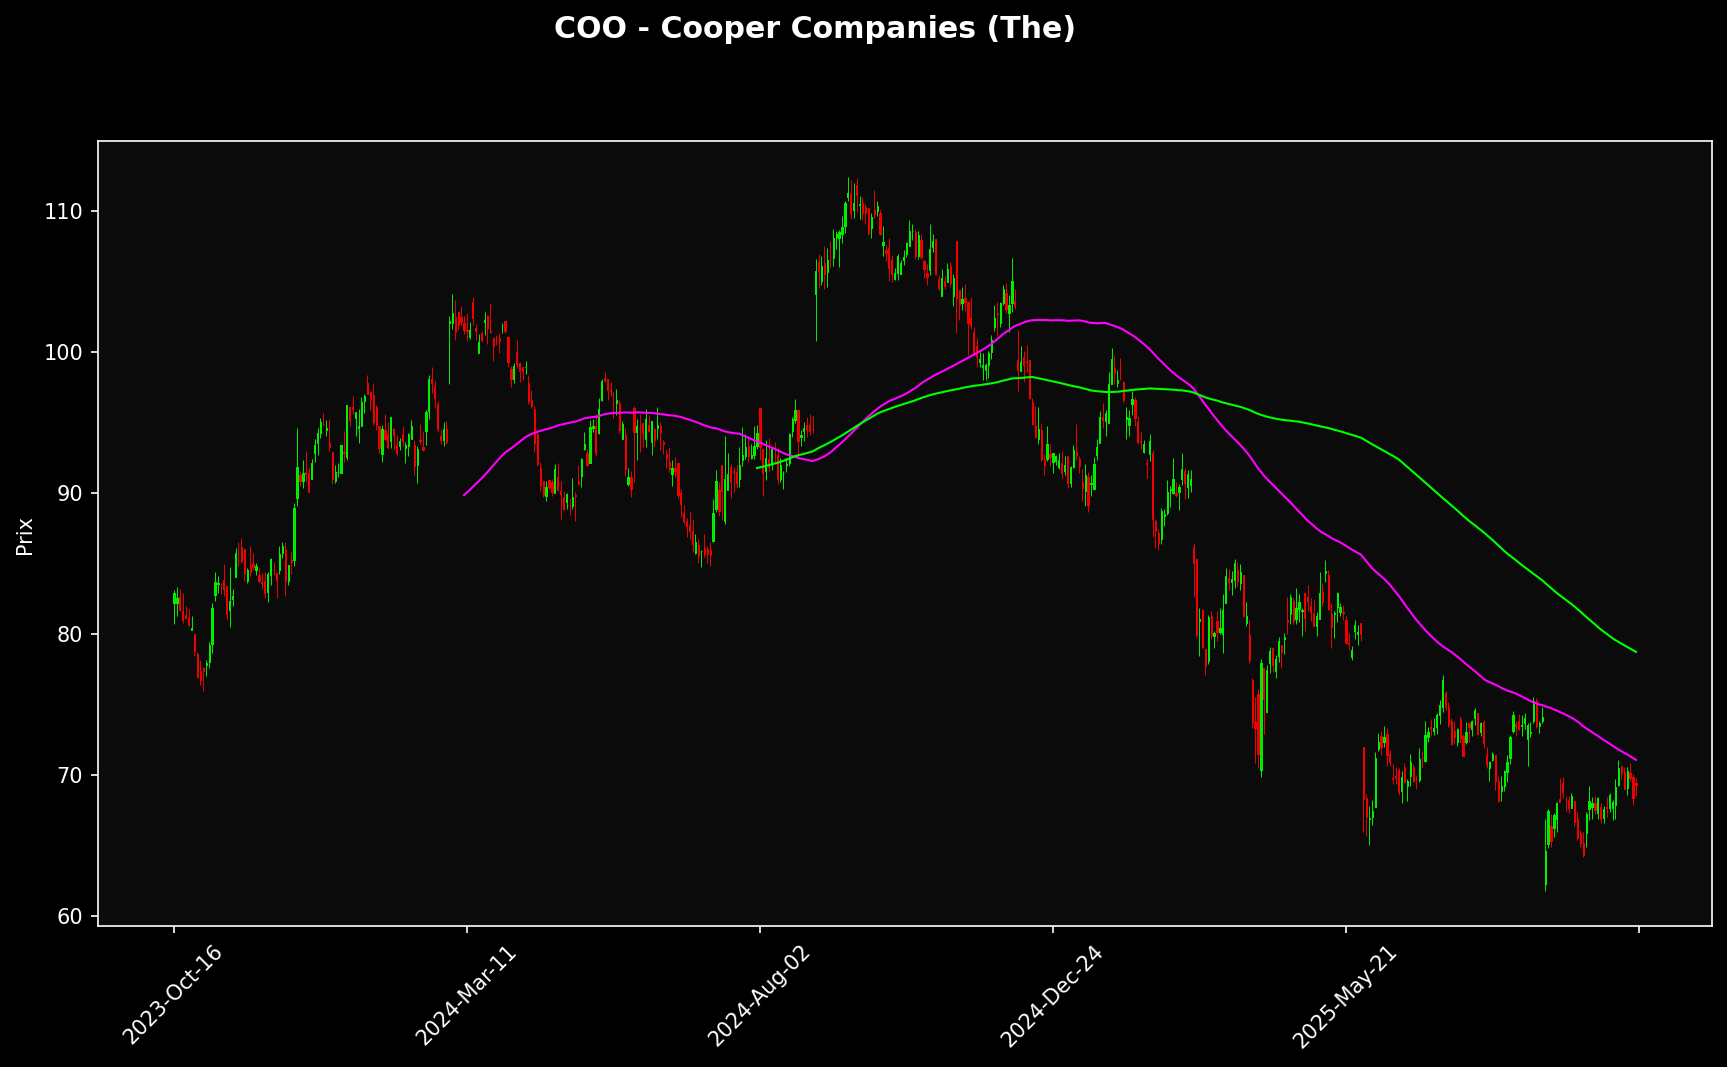 COO - Cooper Companies (The)
Prix
110
100
90
80
70
60
2023-Oct-16
2024-Mar-11
2024-Aug-02
2024-Dec-24
2025-May-21